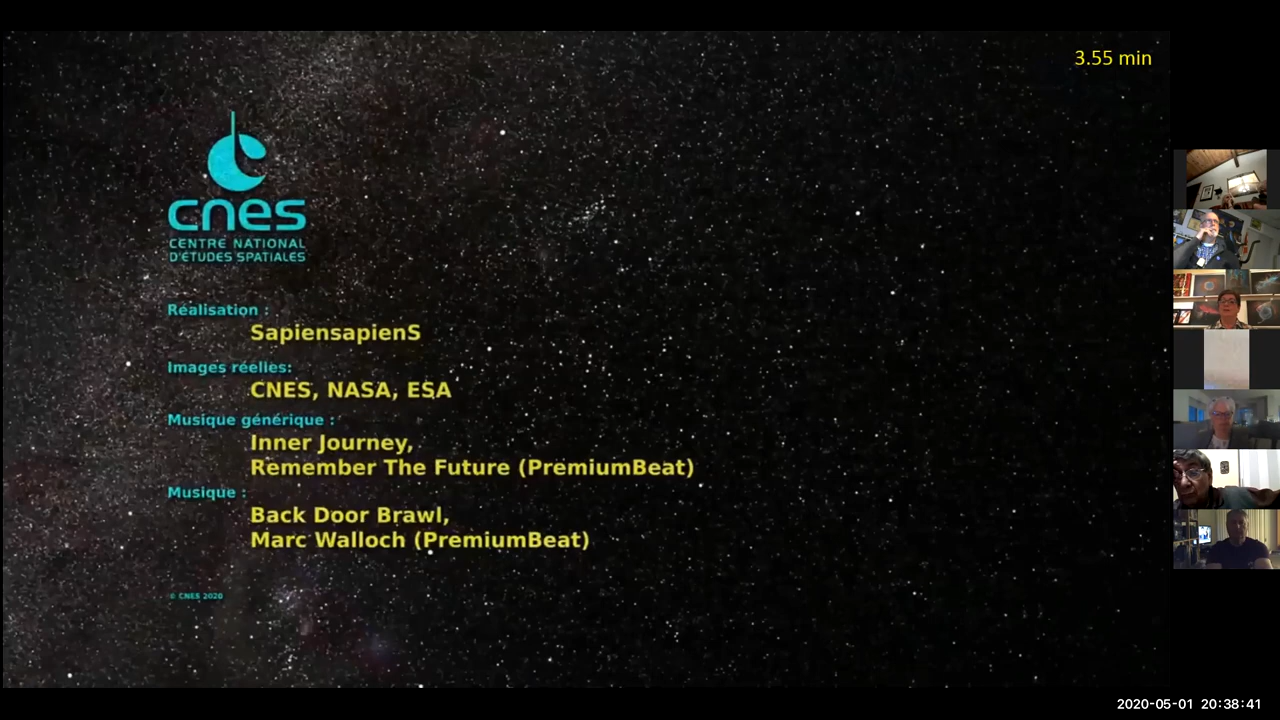 3.55 min
cnes
CENTRE NATIONAL
D'ÉTUDES SPATIALES
Réalisation :
SapiensapienS
Images réelles:
CNES, NASA, ESA
Musique générique :
Inner Journey,
Remember The Future (PremiumBeat)
Musique :
Back Door Brawl,
Marc Walloch (PremiumBeat)
© CNES 2020
2020-05-01 20:38:41